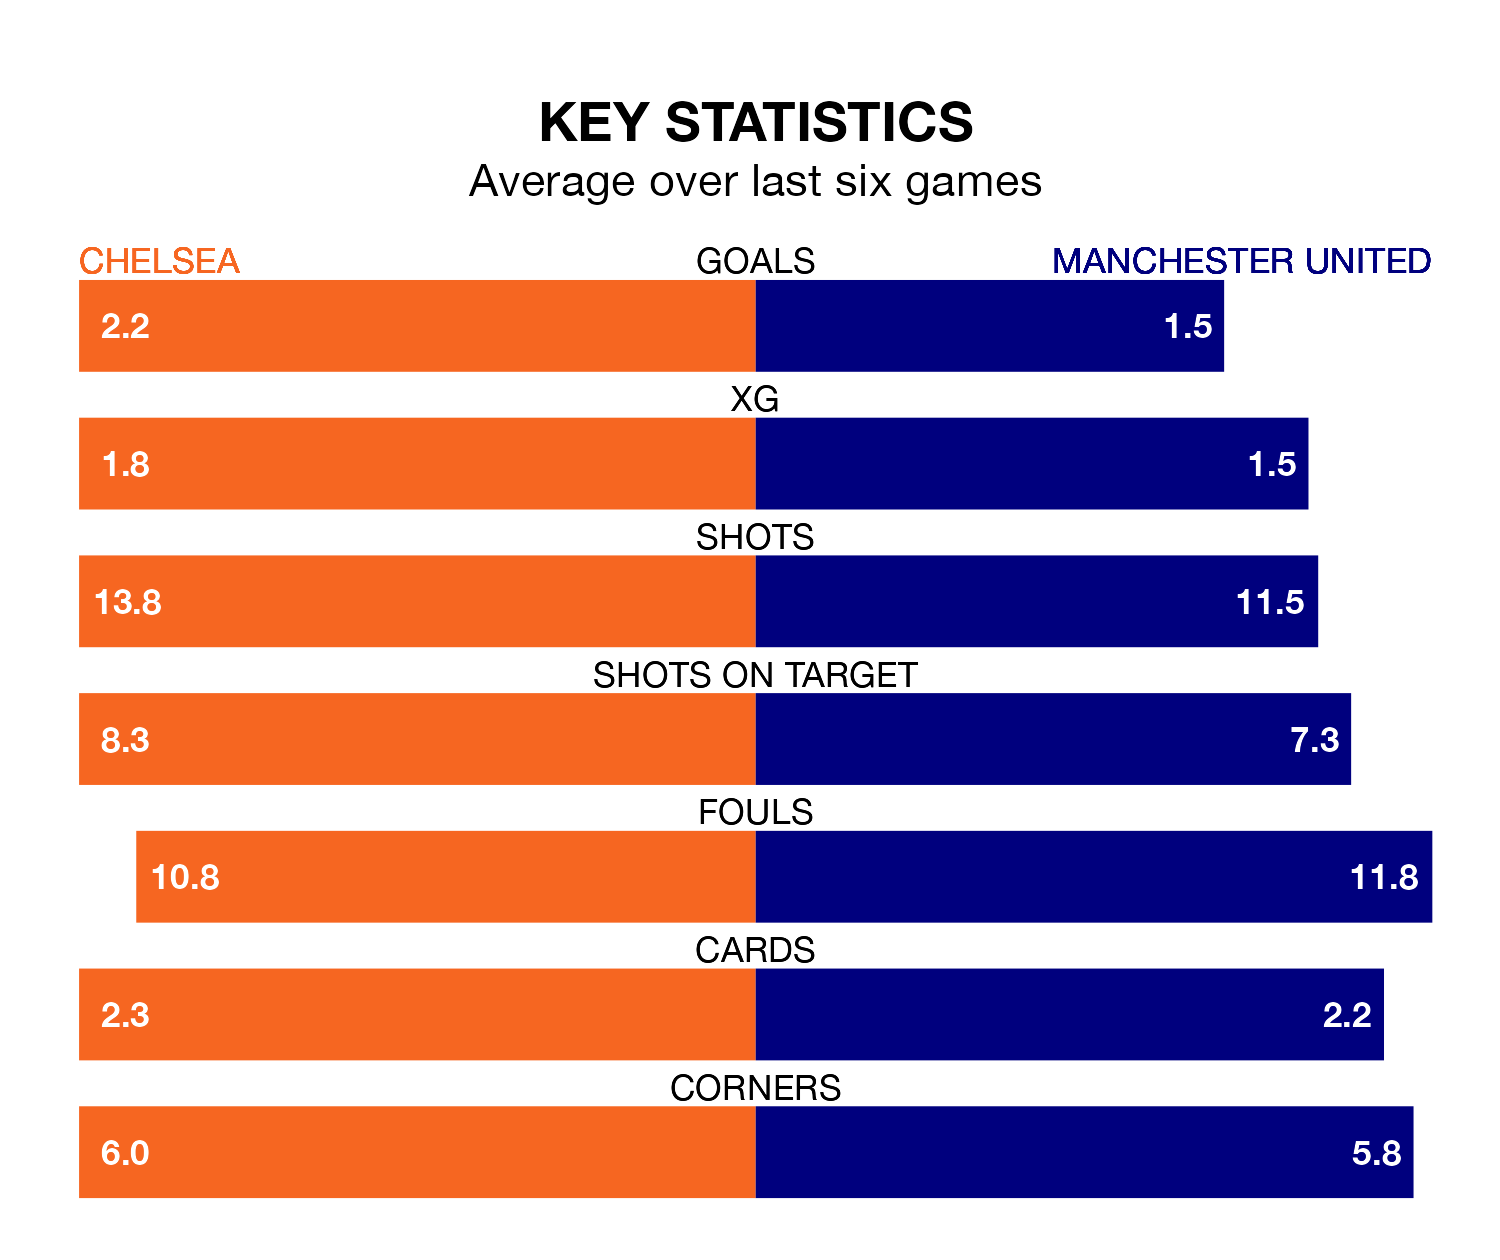 KEY STATISTICS
Average over last six games
CHELSEA GOALS MANCHESTER UNITED
2.2 1.5
XG
1.8 1.5
SHOTS
13.8 11.5
SHOTS ON TARGET
8.3 7.3
FOULS
10.8 11.8
CARDS
2.3 2.2
CORNERS
6.0 5.8